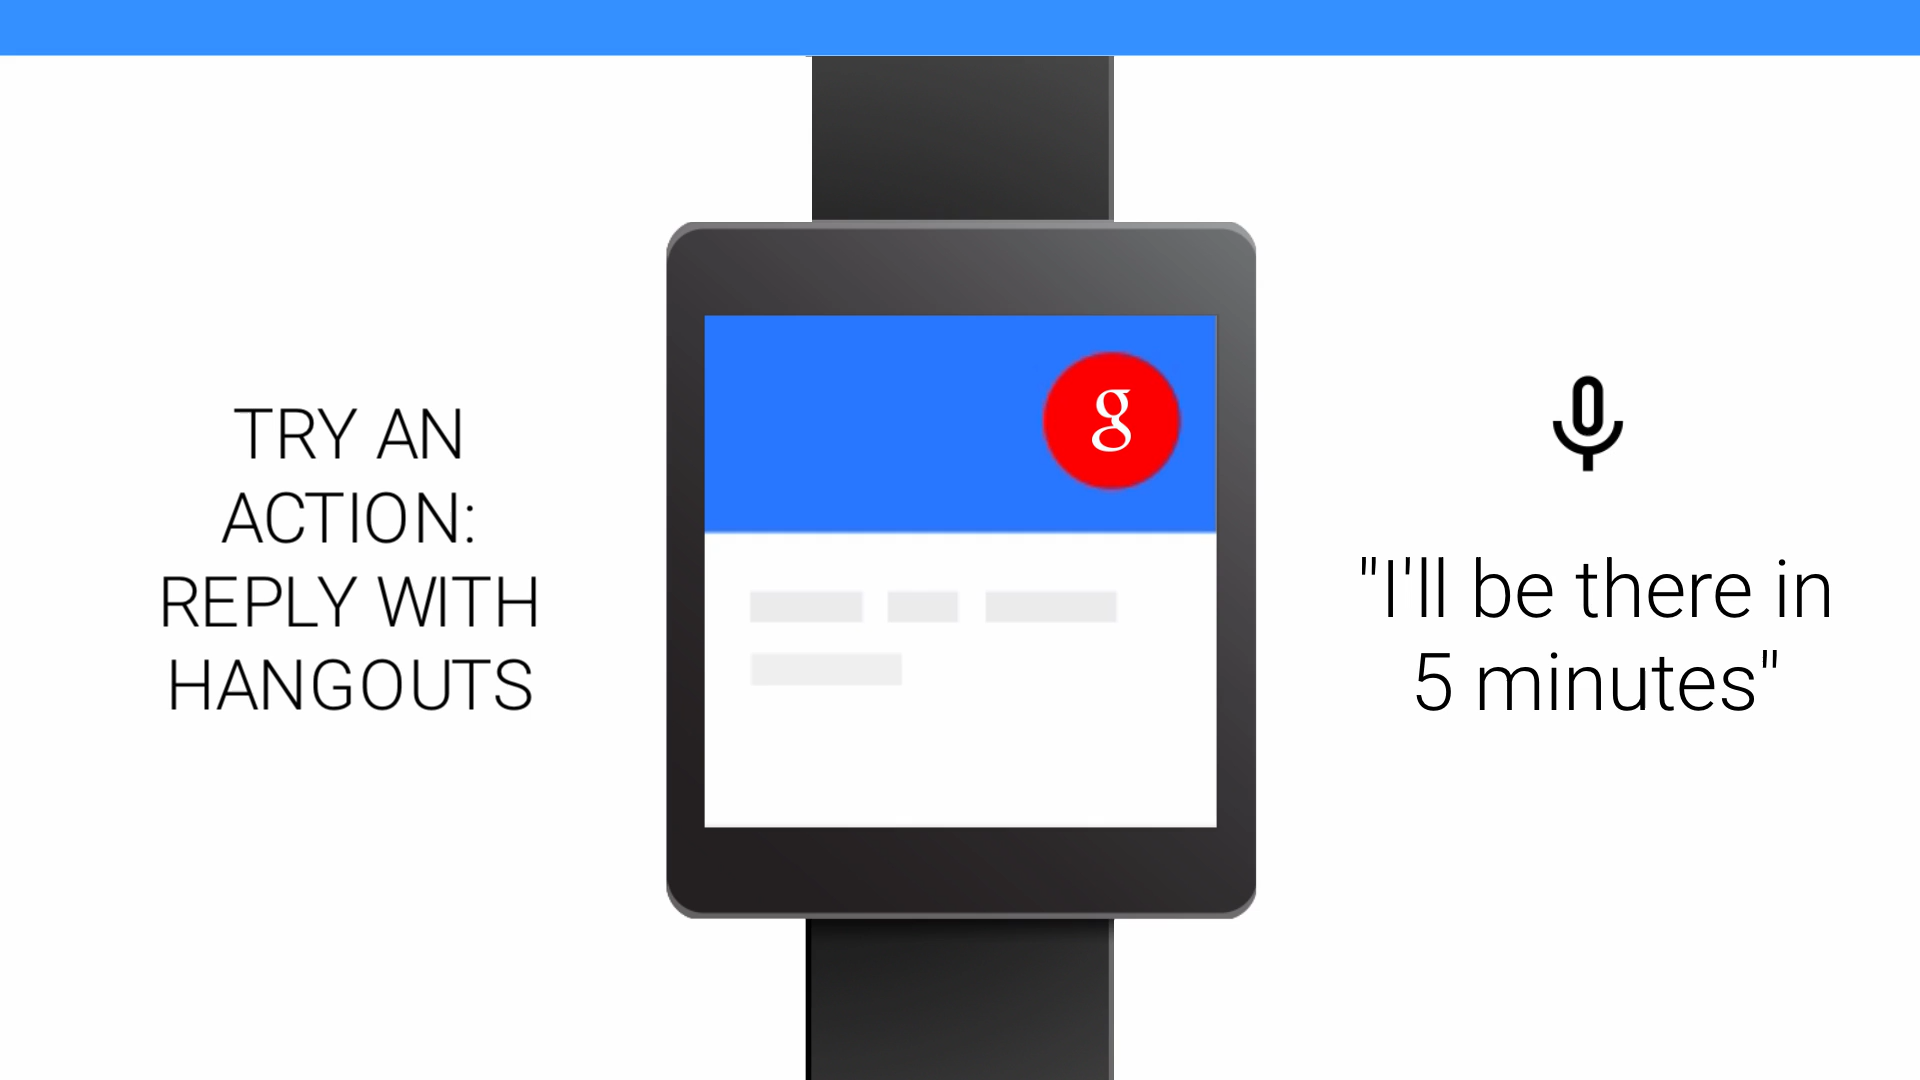 TRY AN
ACTION:
REPLY WITH
HANGOUTS
g
"I'll be there in
5 minutes"